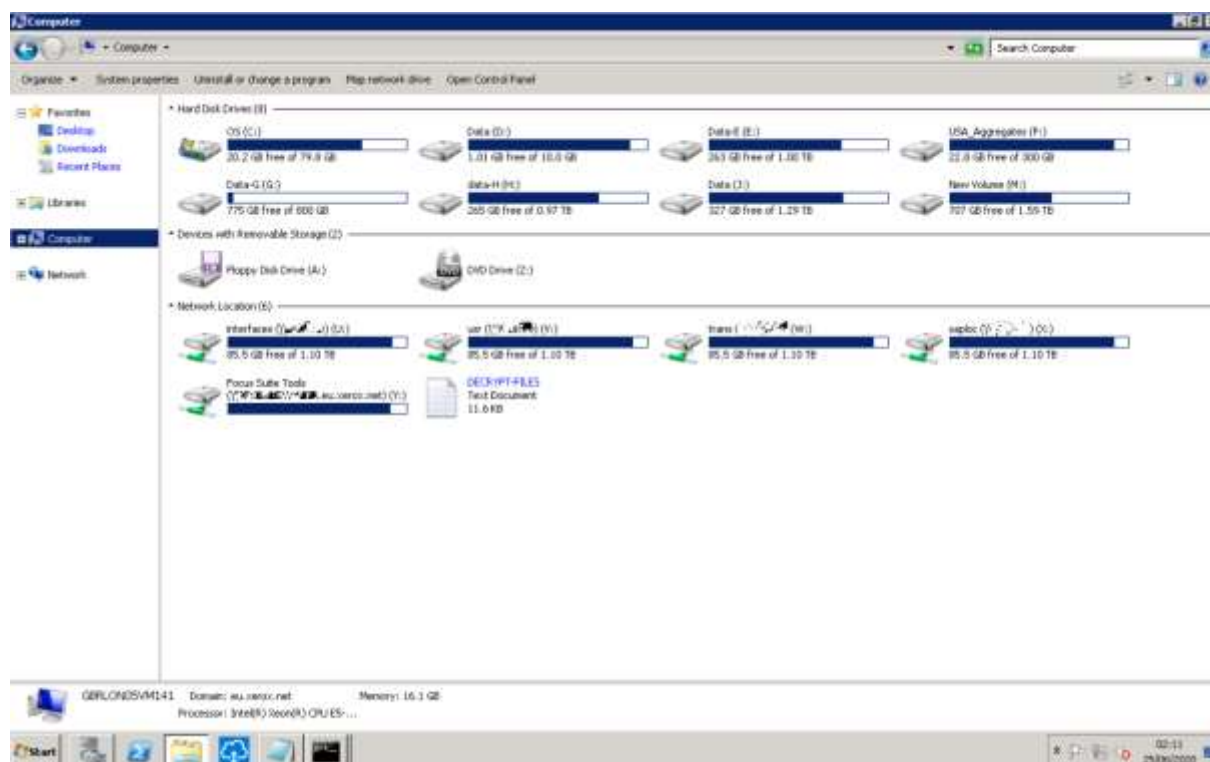 Computer
Computer
Search Computer
Organize System properties Uninstall or change a program Map network drive Open Control Panel
Favorites
Desktop
Downloads
Recent Places
Libraries
Computer
Network
Hard Disk Drives (8)
OS (C:)
20.2 GB free of 79.8 GB
Data (D:)
1.01 GB free of 10.0 GB
Data-E (E:)
263 GB free of 1.00 TB
USA_Aggregates (F:)
22.8 GB free of 300 GB
Data-G (G:)
775 GB free of 800 GB
data-H (H:)
265 GB free of 0.97 TB
Data (J:)
327 GB free of 1.29 TB
New Volume (M:)
707 GB free of 1.59 TB
Devices with Removable Storage (2)
Floppy Disk Drive (A:)
DVD Drive (Z:)
Network Location (6)
interfaces (U:)
85.5 GB free of 1.10 TB
usr (V:)
85.5 GB free of 1.10 TB
trans (W:)
85.5 GB free of 1.10 TB
saploc (X:)
85.5 GB free of 1.10 TB
Focus Suite Tools
.eu.xerox.net) (Y:)
DECRYPT-FILES
Text Document
11.6 KB
GBRLON05VM141 Domain: eu.xerox.net Memory: 16.1 GB
Processor: Intel(R) Xeon(R) CPU E5-...
Start
02:11